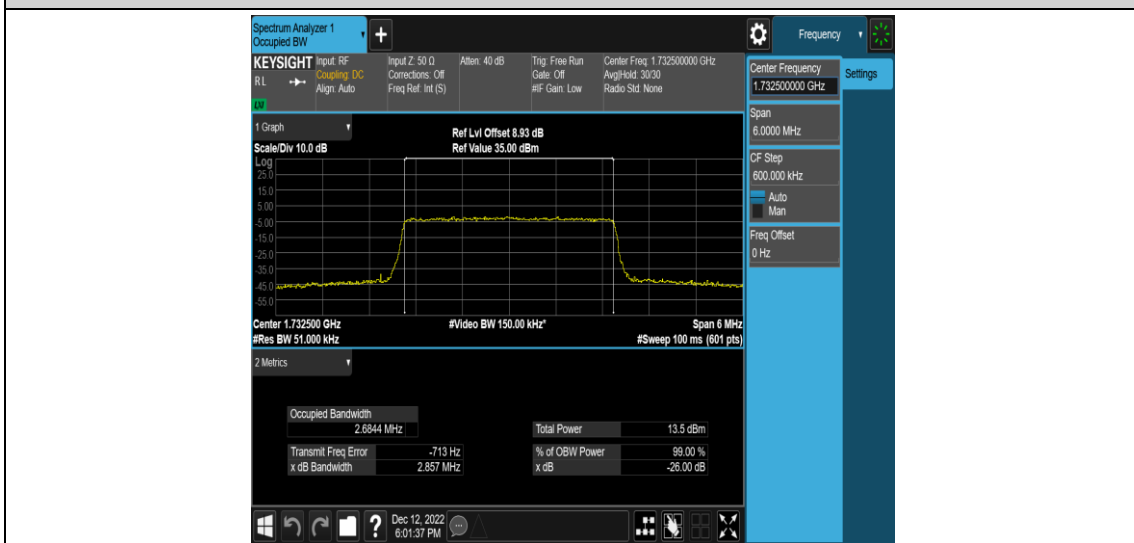 Spectrum Analyzer 1
Occupied BW
+
Frequency
KEYSIGHT
RL
LXI
Input: RF
Coupling: DC
Align: Auto
Input Z: 50 Ω
Corrections: Off
Freq Ref: Int (S)
Atten: 40 dB
Trig: Free Run
Gate: Off
#IF Gain: Low
Center Freq: 1.732500000 GHz
Avg|Hold: 30/30
Radio Std: None
Center Frequency
1.732500000 GHz
Settings
Span
6.0000 MHz
CF Step
600.000 kHz
Auto
Man
Freq Offset
0 Hz
1 Graph
Scale/Div 10.0 dB
Ref Lvl Offset 8.93 dB
Ref Value 35.00 dBm
Log
25.0
15.0
5.00
-5.00
-15.0
-25.0
-35.0
-45.0
-55.0
Center 1.732500 GHz
#Video BW 150.00 kHz*
Span 6 MHz
#Res BW 51.000 kHz
#Sweep 100 ms (601 pts)
2 Metrics
Occupied Bandwidth
2.6844 MHz
Total Power 13.5 dBm
Transmit Freq Error -713 Hz
% of OBW Power 99.00 %
x dB Bandwidth 2.857 MHz
x dB -26.00 dB
?
Dec 12, 2022
6:01:37 PM